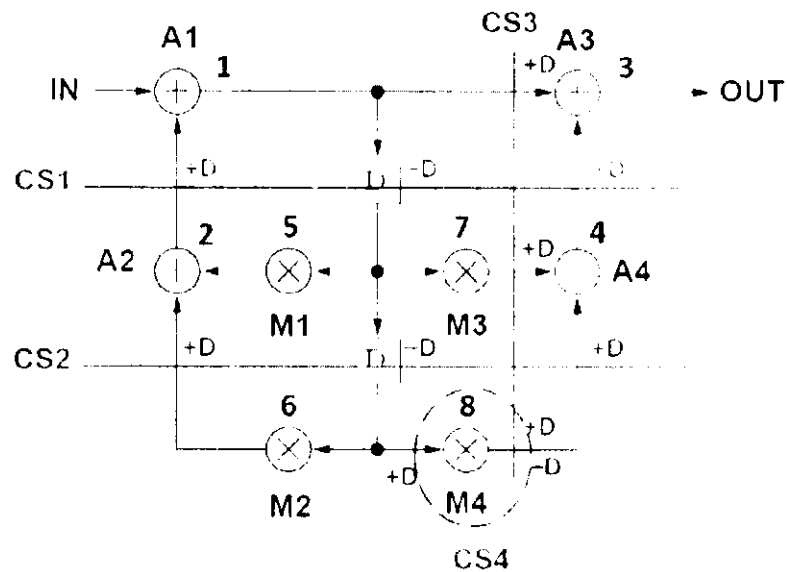 CS3
A1 A3
1 +D 3
IN OUT
+D -D +D
CS1 D
2 5 7 +D 4
A2 A4
M1 M3
+D -D +D
CS2 D
6 8 +D
+D -D
M2 M4
CS4